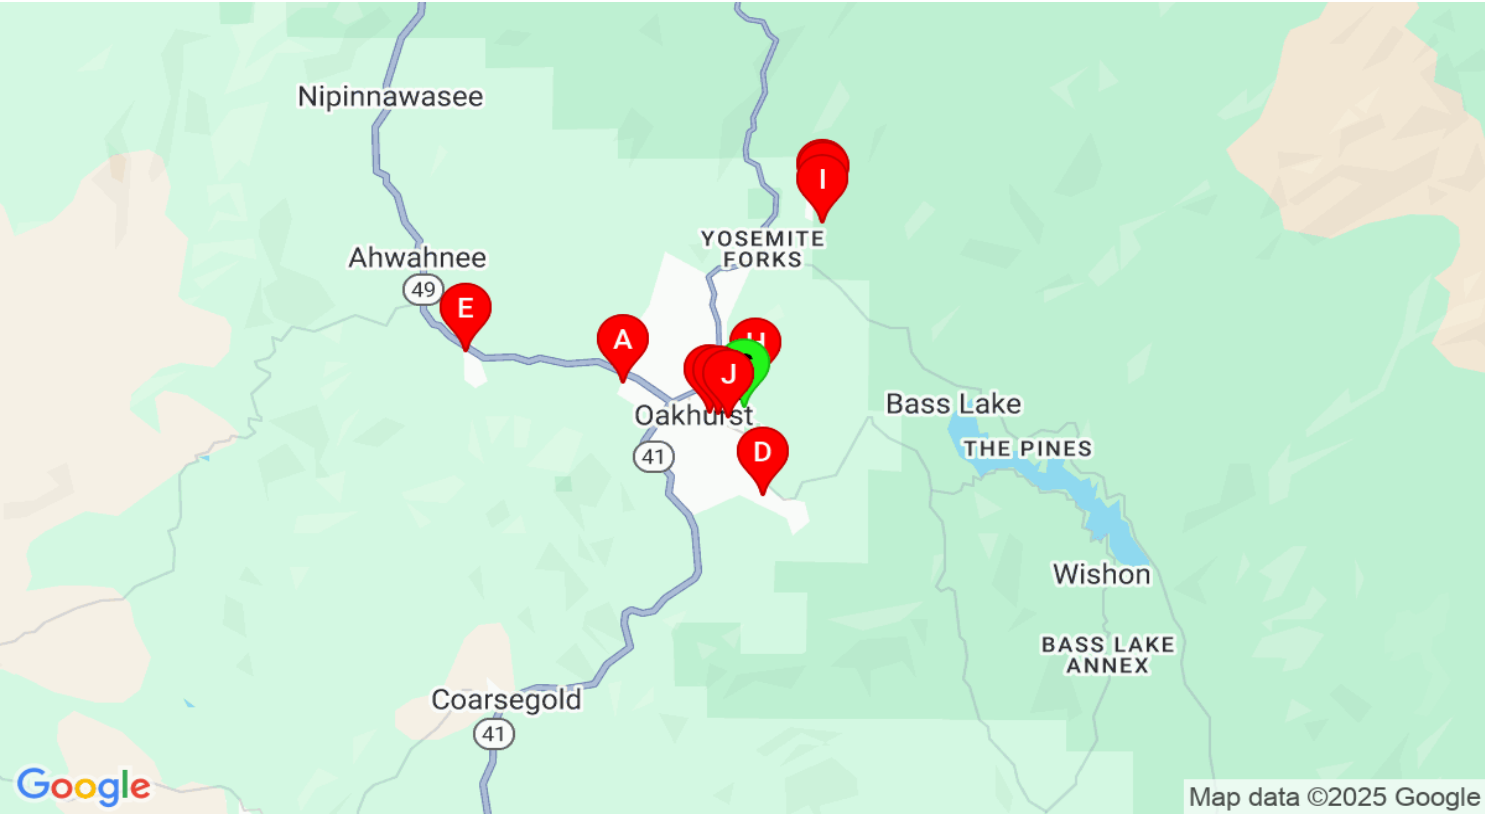 Nipinnawasee
I
YOSEMITE
FORKS
Ahwahnee
49
E
A
H
J
Bass Lake
Oakhurst
THE PINES
D
41
Wishon
BASS LAKE
ANNEX
Coarsegold
41
Google
Map data ©2025 Google